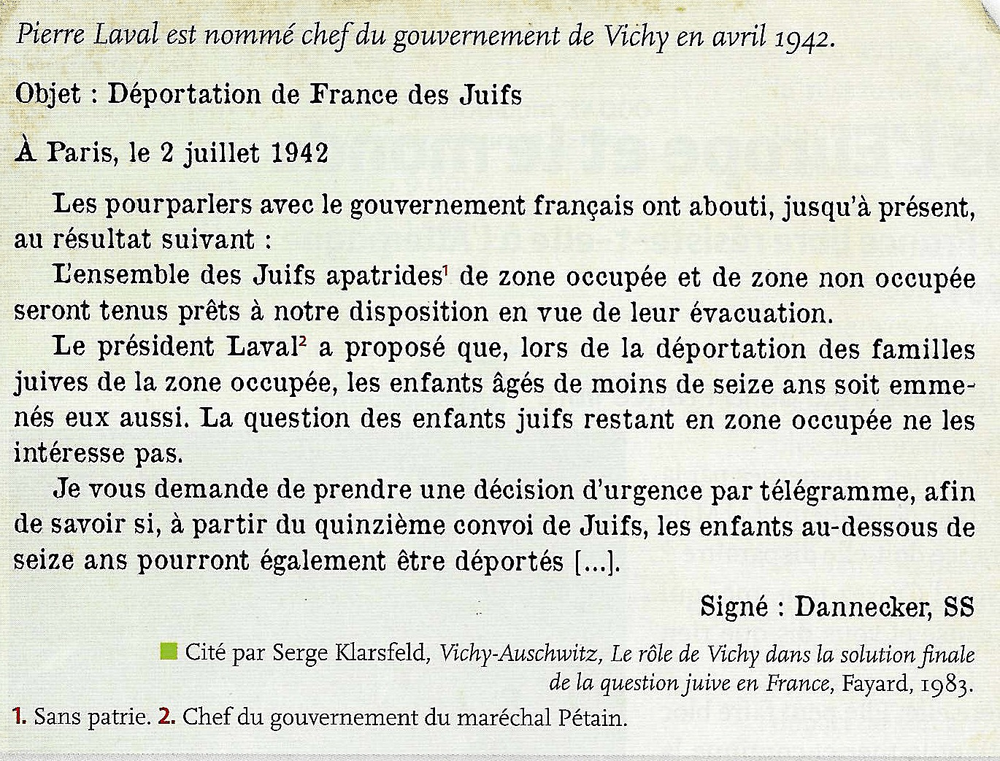 Pierre Laval est nommé chef du gouvernement de Vichy en avril 1942.
Objet : Déportation de France des Juifs
À Paris, le 2 juillet 1942
Les pourparlers avec le gouvernement français ont abouti, jusqu'à présent,
au résultat suivant :
L'ensemble des Juifs apatrides¹ de zone occupée et de zone non occupée
seront tenus prêts à notre disposition en vue de leur évacuation.
Le président Laval² a proposé que, lors de la déportation des familles
juives de la zone occupée, les enfants âgés de moins de seize ans soit emme-
nés eux aussi. La question des enfants juifs restant en zone occupée ne les
intéresse pas.
Je vous demande de prendre une décision d'urgence par télégramme, afin
de savoir si, à partir du quinzième convoi de Juifs, les enfants au-dessous de
seize ans pourront également être déportés [...].
Signé : Dannecker, SS
Cité par Serge Klarsfeld, Vichy-Auschwitz, Le rôle de Vichy dans la solution finale
de la question juive en France, Fayard, 1983.
1. Sans patrie. 2. Chef du gouvernement du maréchal Pétain.